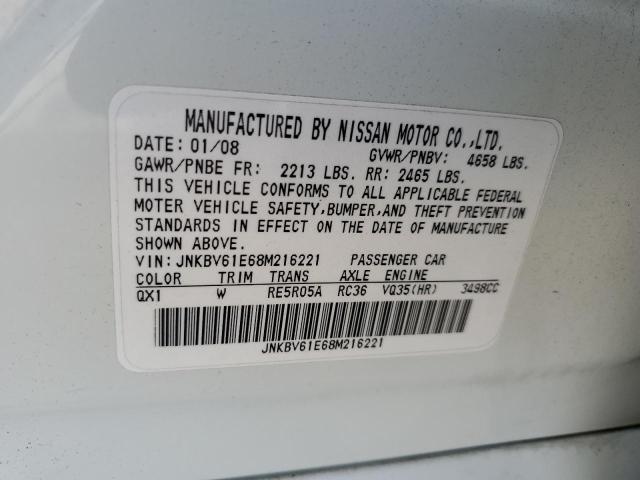 MANUFACTURED BY NISSAN MOTOR CO.,LTD.
DATE: 01/08 GVWR/PNBV: 4658 LBS.
GAWR/PNBE FR: 2213 LBS. RR: 2465 LBS.
THIS VEHICLE CONFORMS TO ALL APPLICABLE FEDERAL
MOTER VEHICLE SAFETY,BUMPER,AND THEFT PREVENTION
STANDARDS IN EFFECT ON THE DATE OF MANUFACTURE
SHOWN ABOVE.
VIN: JNKBV61E68M216221 PASSENGER CAR
COLOR TRIM TRANS AXLE ENGINE
QX1 W RE5R05A RC36 VQ35(HR) 3498CC
JNKBV61E68M216221